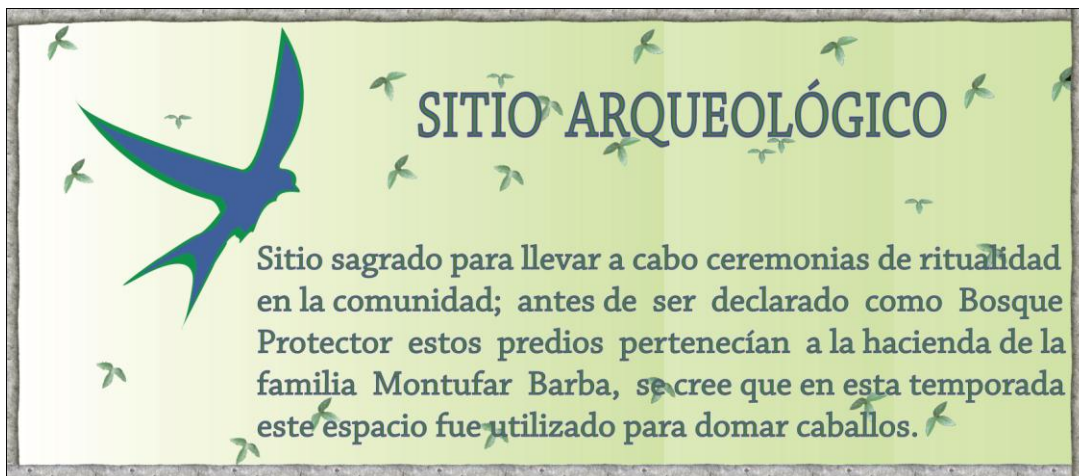 SITIO ARQUEOLÓGICO
Sitio sagrado para llevar a cabo ceremonias de ritualidad
en la comunidad; antes de ser declarado como Bosque
Protector estos predios pertenecían a la hacienda de la
familia Montufar Barba, se cree que en esta temporada
este espacio fue utilizado para domar caballos.